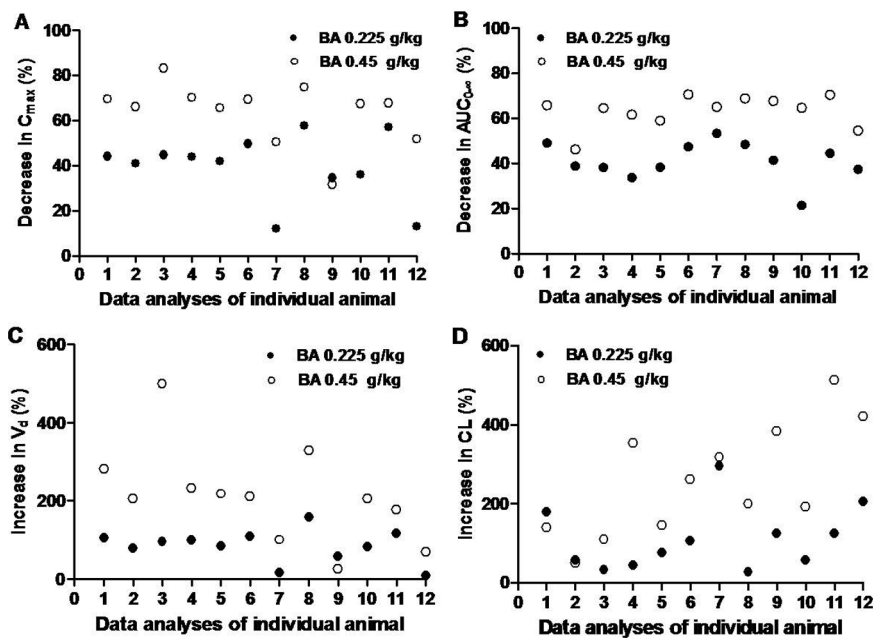 A
BA 0.225 g/kg
BA 0.45 g/kg
Decrease in Cmax (%)
100
80
60
40
20
0
0 1 2 3 4 5 6 7 8 9 10 11 12
Data analyses of individual animal
B
BA 0.225 g/kg
BA 0.45 g/kg
Decrease in AUC0-∞ (%)
100
80
60
40
20
0
0 1 2 3 4 5 6 7 8 9 10 11 12
Data analyses of individual animal
C
BA 0.225 g/kg
BA 0.45 g/kg
Increase in Vd (%)
600
400
200
0
0 1 2 3 4 5 6 7 8 9 10 11 12
Data analyses of individual animal
D
BA 0.225 g/kg
BA 0.45 g/kg
Increase in CL (%)
600
400
200
0
0 1 2 3 4 5 6 7 8 9 10 11 12
Data analyses of individual animal